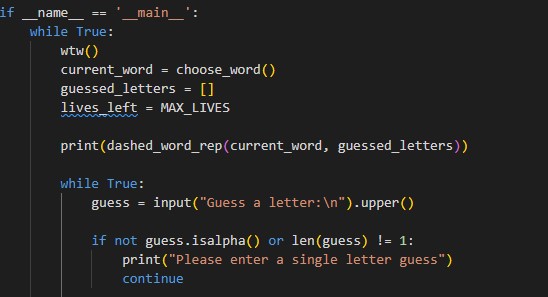 if __name__ == '__main__':
    while True:
        wtw()
        current_word = choose_word()
        guessed_letters = []
        lives_left = MAX_LIVES

        print(dashed_word_rep(current_word, guessed_letters))

        while True:
            guess = input("Guess a letter:\n").upper()

            if not guess.isalpha() or len(guess) != 1:
                print("Please enter a single letter guess")
                continue